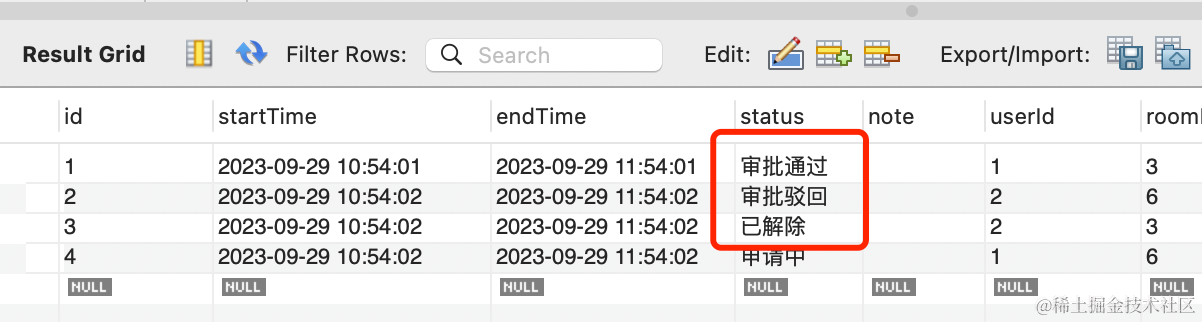 Result Grid Filter Rows: Search Edit: Export/Import:
id startTime endTime status note userId room
1 2023-09-29 10:54:01 2023-09-29 11:54:01 审批通过 1 3
2 2023-09-29 10:54:02 2023-09-29 11:54:02 审批驳回 2 6
3 2023-09-29 10:54:02 2023-09-29 11:54:02 已解除 2 3
4 2023-09-29 10:54:02 2023-09-29 11:54:02 申请中 1 6
NULL NULL NULL NULL NULL NULL NULL
@稀土掘金技术社区